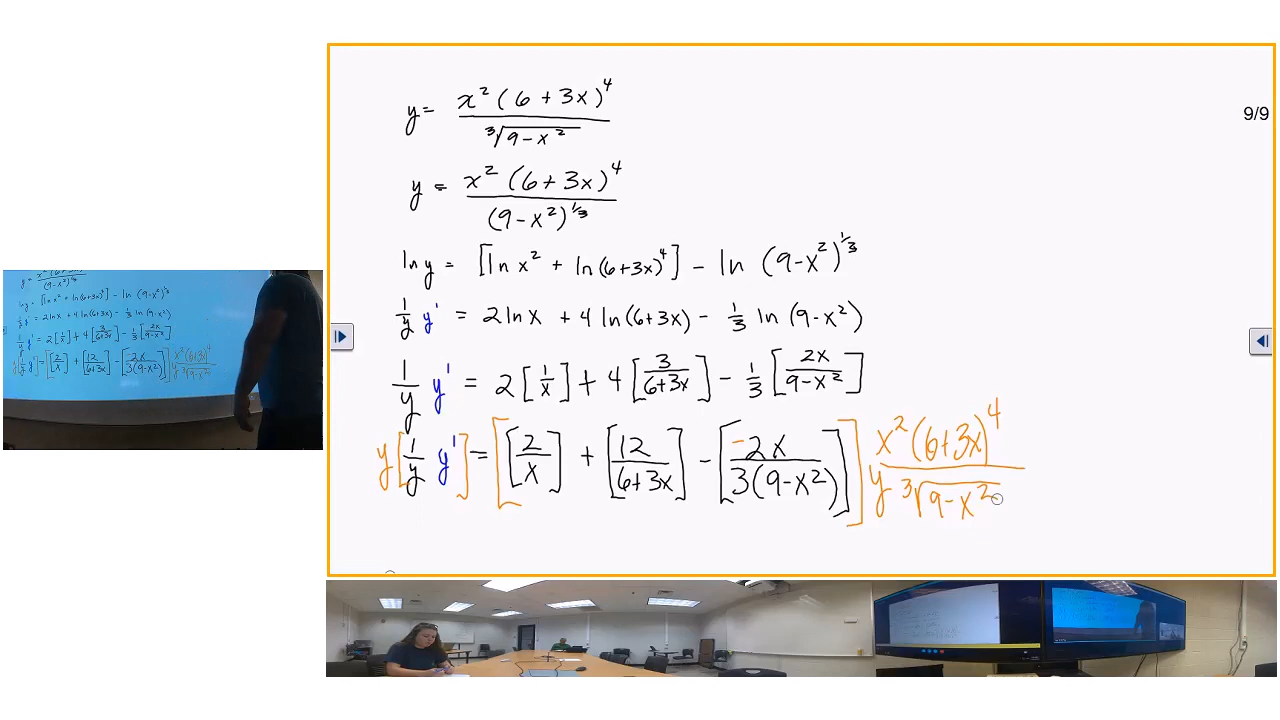 y = x² (6 + 3x)⁴ / ³√9 - x²
9/9
y = x² (6 + 3x)⁴ / (9 - x²)^⅓
ln y = [ln x² + ln (6+3x)⁴] - ln (9-x²)^⅓
1/y y' = 2 ln x + 4 ln (6+3x) - ⅓ ln (9-x²)
1/y y' = 2 [1/x] + 4 [3/6+3x] - ⅓ [2x/9-x²]
y [1/y y'] = [[2/x] + [12/6+3x] - [-2x/3(9-x²)]] y x² (6+3x)⁴ / ³√9-x²